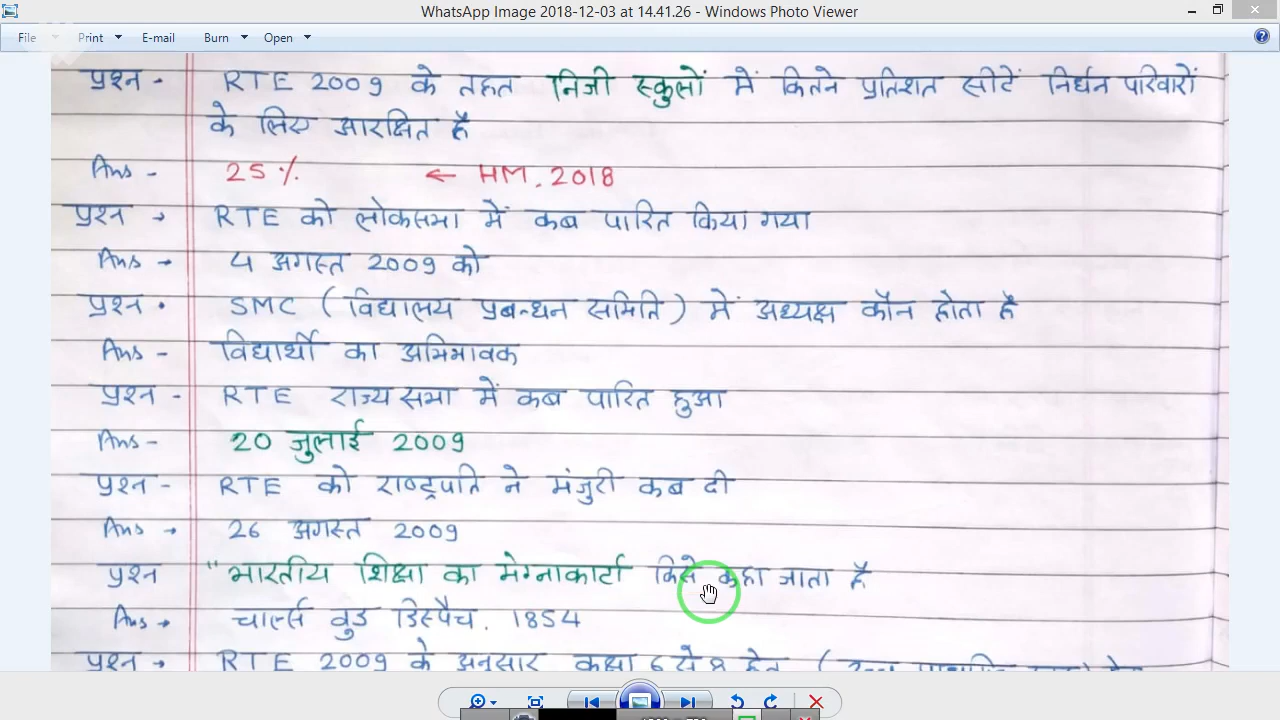 WhatsApp Image 2018-12-03 at 14.41.26 - Windows Photo Viewer
File Print E-mail Burn Open
प्रश्न - RTE 2009 के तहत निजी स्कुलों में कितने प्रतिशत सीटें निर्धन परिवारों
के लिए आरक्षित है
Ans - 25% ← HM. 2018
प्रश्न → RTE को लोकसभा में कब पारित किया गया
Ans → 4 अगस्त 2009 को
प्रश्न • SMC (विद्यालय प्रबन्धन समिति) में अध्यक्ष कौन होता है
Ans - विद्यार्थी का अभिभावक
प्रश्न - RTE राज्यसभा में कब पारित हुआ
Ans - 20 जुलाई 2009
प्रश्न - RTE को राष्ट्रपति ने मंजुरी कब दी
Ans → 26 अगस्त 2009
प्रश्न " भारतीय शिक्षा का मेग्नाकार्टा किसे कहा जाता है
Ans → चार्ल्स वुड डिस्पैच. 1854
प्रश्न → RTE 2009 के अनुसार कक्षा 6 से 8 हेतु (